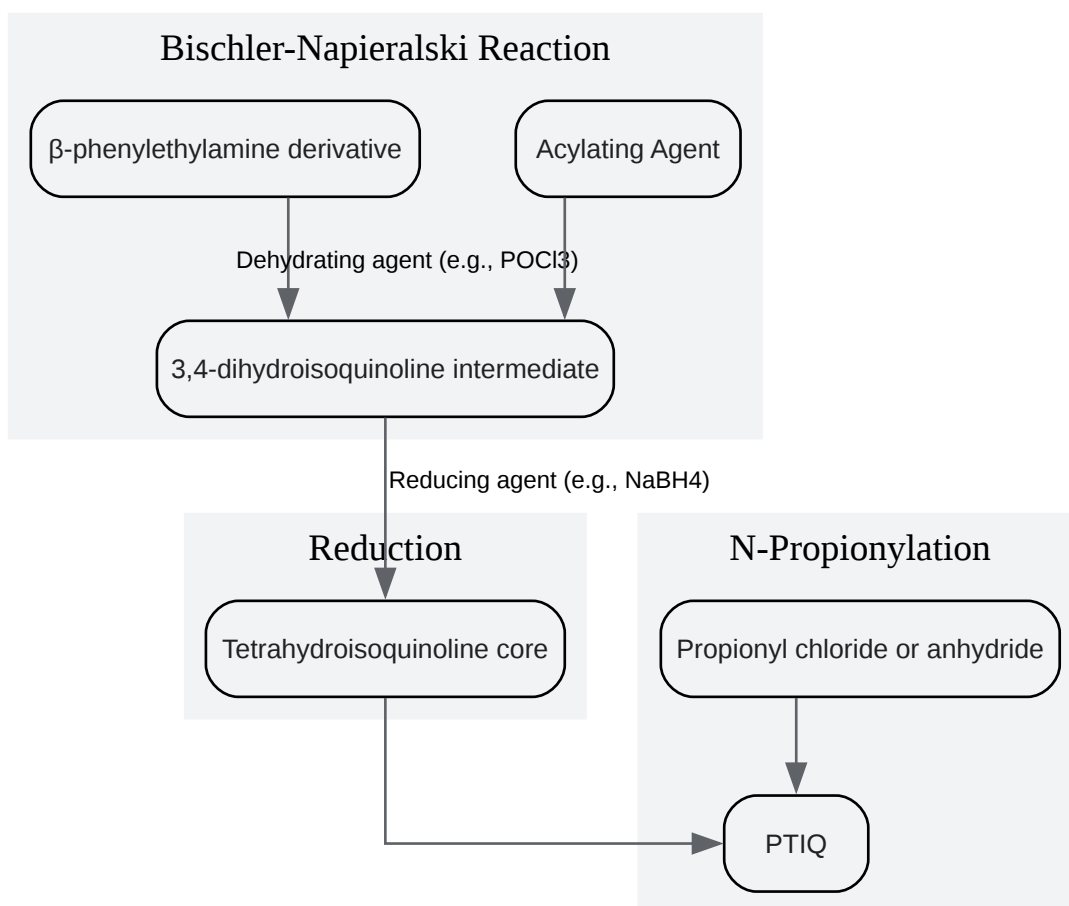 Bischler-Napieralski Reaction
β-phenylethylamine derivative
Acylating Agent
Dehydrating agent (e.g., POCl3)
3,4-dihydroisoquinoline intermediate
Reducing agent (e.g., NaBH4)
Reduction
N-Propionylation
Tetrahydroisoquinoline core
Propionyl chloride or anhydride
PTIQ